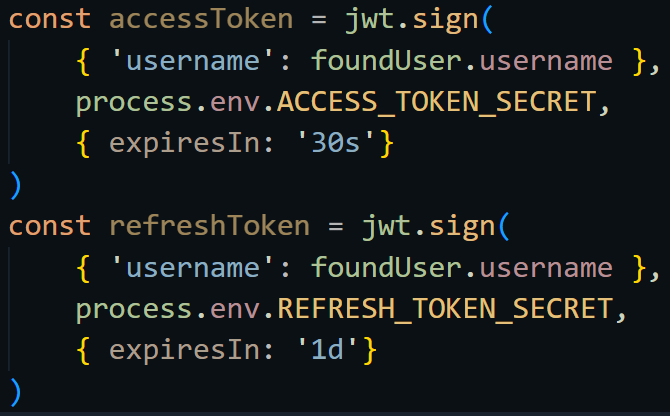 const accessToken = jwt.sign(
    { 'username': foundUser.username },
    process.env.ACCESS_TOKEN_SECRET,
    { expiresIn: '30s'}
)
const refreshToken = jwt.sign(
    { 'username': foundUser.username },
    process.env.REFRESH_TOKEN_SECRET,
    { expiresIn: '1d'}
)